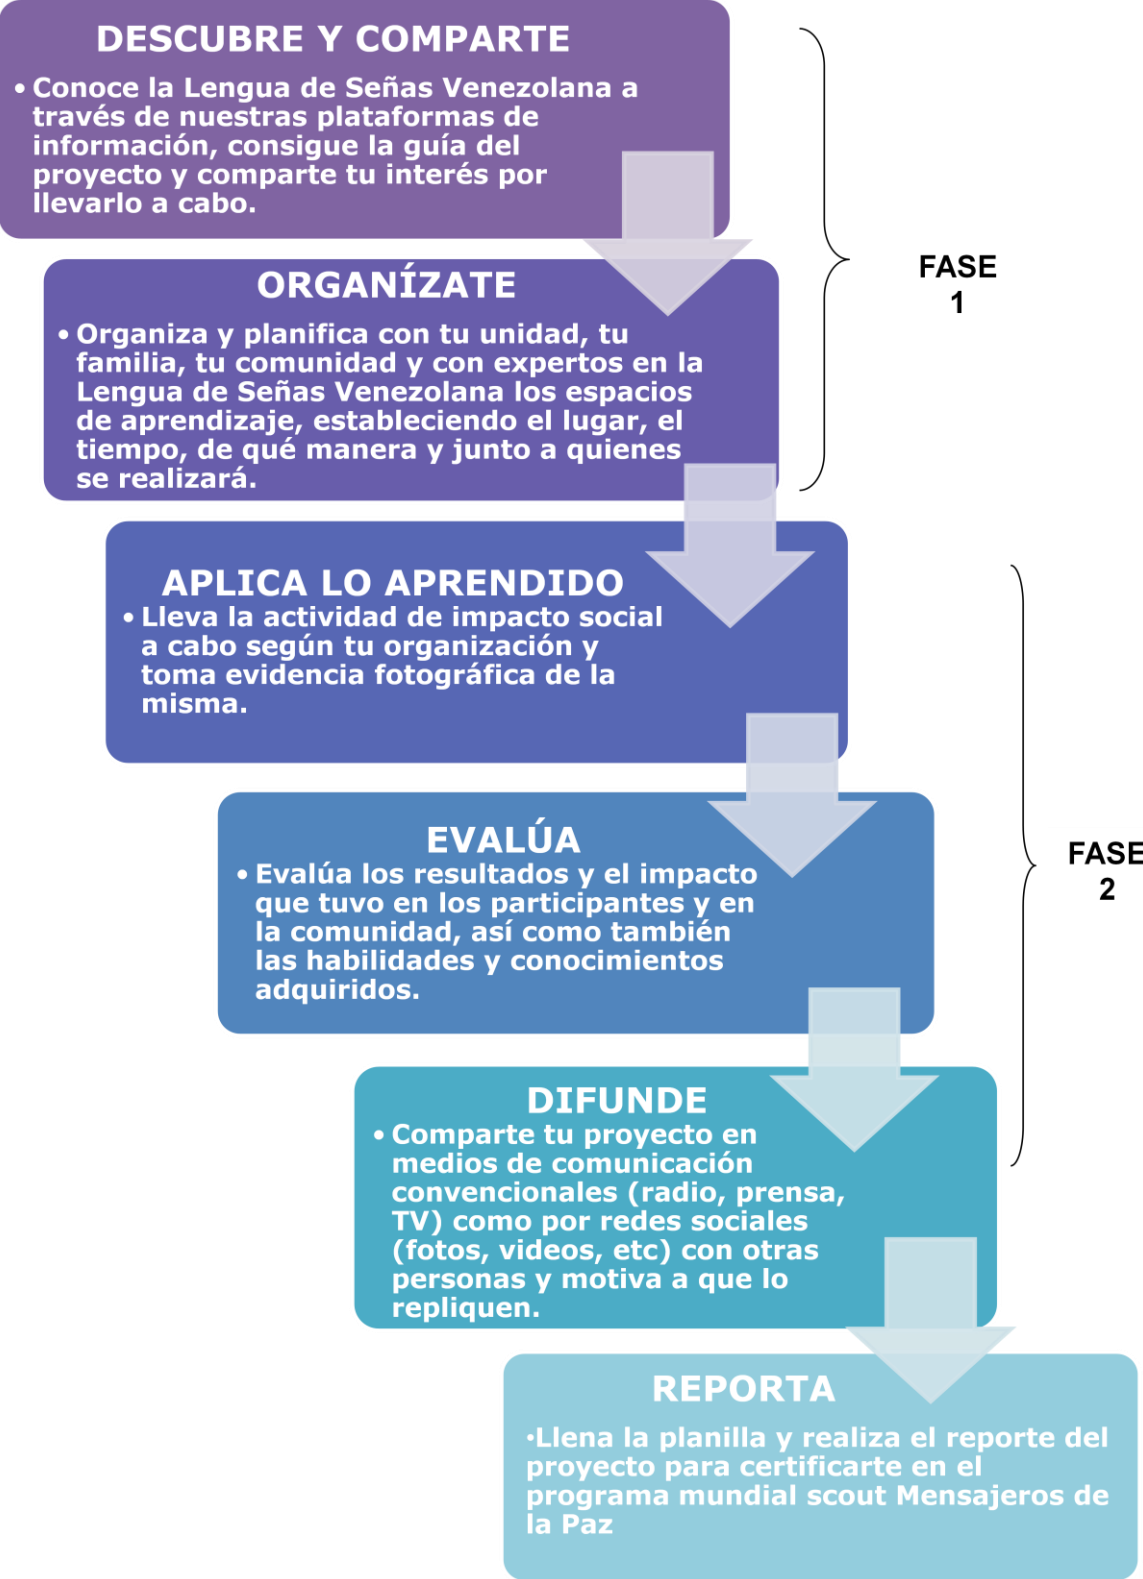 DESCUBRE Y COMPARTE
• Conoce la Lengua de Señas Venezolana a
través de nuestras plataformas de
información, consigue la guía del
proyecto y comparte tu interés por
llevarlo a cabo.
ORGANÍZATE
• Organiza y planifica con tu unidad, tu
familia, tu comunidad y con expertos en la
Lengua de Señas Venezolana los espacios
de aprendizaje, estableciendo el lugar, el
tiempo, de qué manera y junto a quienes
se realizará.
FASE
1
APLICA LO APRENDIDO
• Lleva la actividad de impacto social
a cabo según tu organización y
toma evidencia fotográfica de la
misma.
EVALÚA
• Evalúa los resultados y el impacto
que tuvo en los participantes y en
la comunidad, así como también
las habilidades y conocimientos
adquiridos.
DIFUNDE
• Comparte tu proyecto en
medios de comunicación
convencionales (radio, prensa,
TV) como por redes sociales
(fotos, videos, etc) con otras
personas y motiva a que lo
repliquen.
FASE
2
REPORTA
•Llena la planilla y realiza el reporte del
proyecto para certificarte en el
programa mundial scout Mensajeros de
la Paz